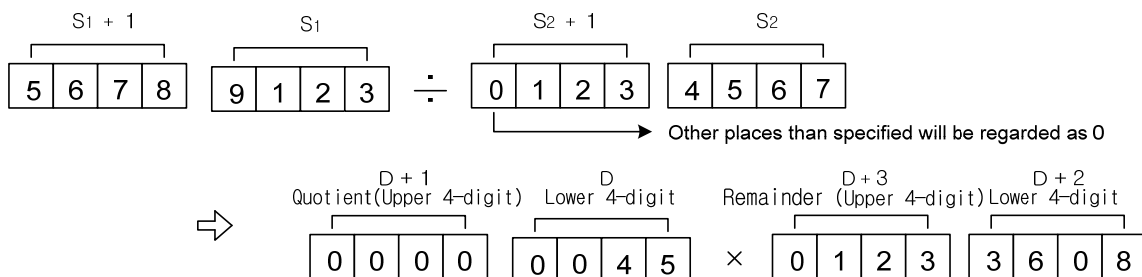 S1 + 1 S1 S2 + 1 S2
5 6 7 8 9 1 2 3 ÷ 0 1 2 3 4 5 6 7
Other places than specified will be regarded as 0
D + 1 D D + 3 D + 2
Quotient(Upper 4-digit) Lower 4-digit Remainder (Upper 4-digit) Lower 4-digit
0 0 0 0 0 0 4 5 × 0 1 2 3 3 6 0 8